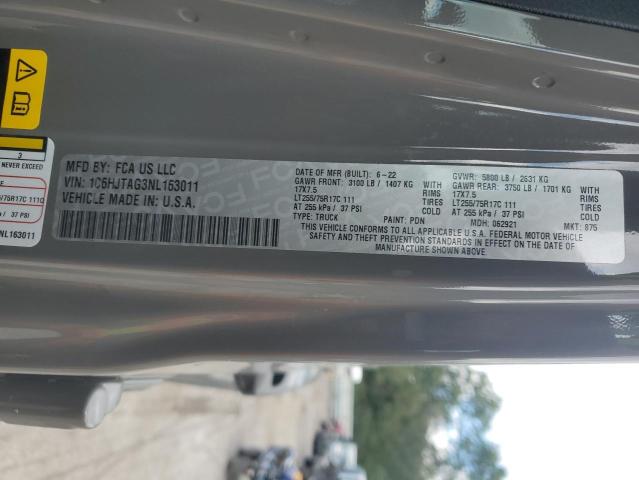 3
NEVER EXCEED
/75R17C 111Q
a / 37 PSI
NL163011
MFD BY: FCA US LLC
VIN: 1C6HJTAG3NL163011
VEHICLE MADE IN: U.S.A.
DATE OF MFR (BUILT): 6-22 GVWR: 5800 LB / 2631 KG
GAWR FRONT: 3100 LB / 1407 KG WITH GAWR REAR: 3750 LB / 1701 KG WITH
17X7.5 RIMS 17X7.5 RIMS
LT255/75R17C 111 TIRES LT255/75R17C 111 TIRES
AT 255 kPa / 37 PSI COLD AT 255 kPa / 37 PSI COLD
TYPE: TRUCK PAINT: PDN MDH: 062921 MKT: 875
THIS VEHICLE CONFORMS TO ALL APPLICABLE U.S.A. FEDERAL MOTOR VEHICLE
SAFETY AND THEFT PREVENTION STANDARDS IN EFFECT ON THE DATE OF
MANUFACTURE SHOWN ABOVE.